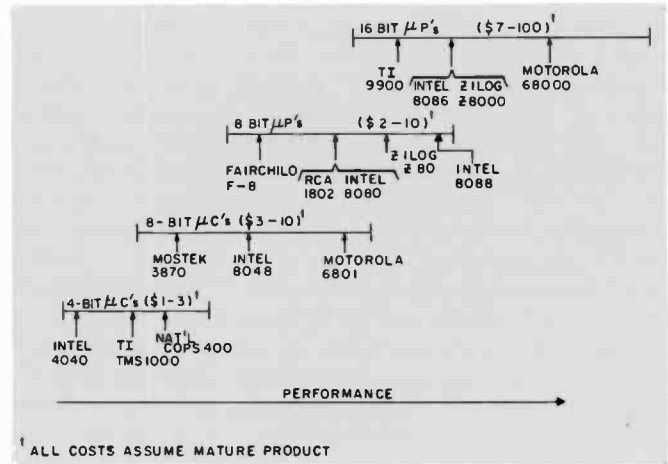 16 BIT μP's ($7-100)†
TI
9900
INTEL
8086
ZILOG
Z8000
MOTOROLA
68000
8 BIT μP's ($2-10)†
FAIRCHILD
F-8
RCA
1802
INTEL
8080
ZILOG
Z80
INTEL
8088
8-BIT μC's ($3-10)†
MOSTEK
3870
INTEL
8048
MOTOROLA
6801
4-BIT μC's ($1-3)†
INTEL
4040
TI
TMS1000
NAT'L
COPS400
PERFORMANCE
† ALL COSTS ASSUME MATURE PRODUCT